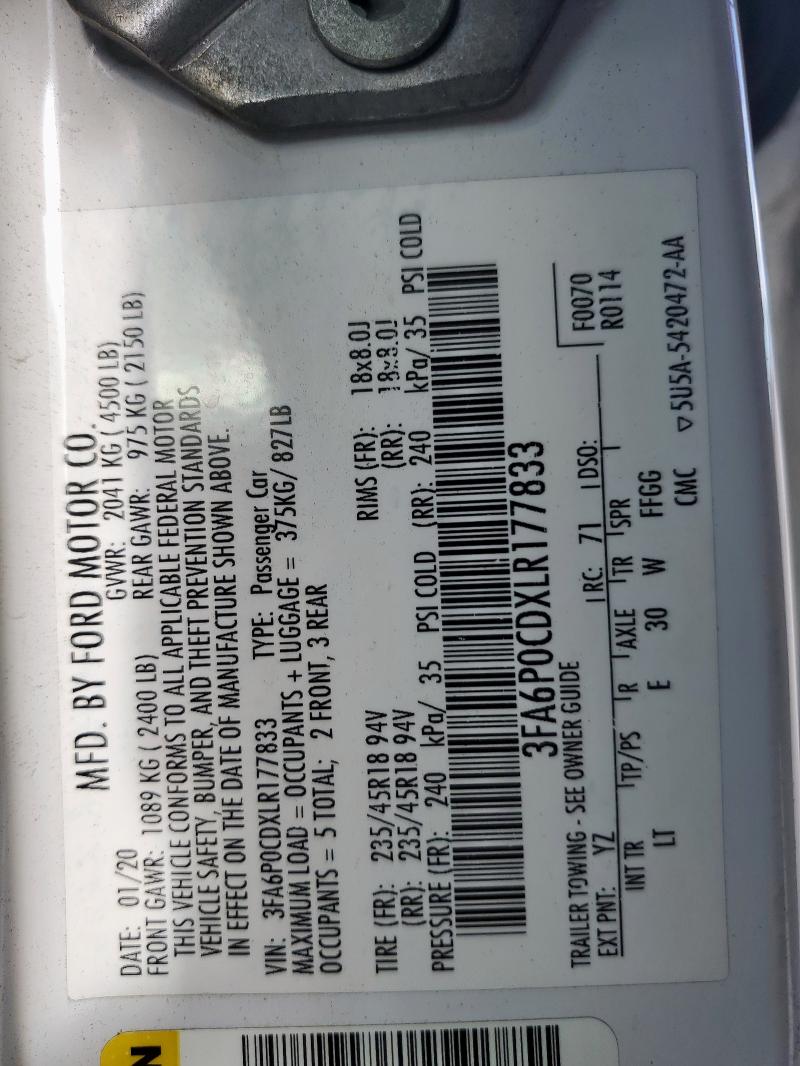 MFD. BY FORD MOTOR CO.
DATE: 01/20 GVWR: 2041 KG ( 4500 LB)
FRONT GAWR: 1089 KG ( 2400 LB) REAR GAWR: 975 KG ( 2150 LB)
THIS VEHICLE CONFORMS TO ALL APPLICABLE FEDERAL MOTOR
VEHICLE SAFETY, BUMPER, AND THEFT PREVENTION STANDARDS
IN EFFECT ON THE DATE OF MANUFACTURE SHOWN ABOVE.
VIN: 3FA6P0CDXLR177833 TYPE: Passenger Car
MAXIMUM LOAD = OCCUPANTS + LUGGAGE = 375KG/ 827LB
OCCUPANTS = 5 TOTAL; 2 FRONT, 3 REAR
TIRE (FR): 235/45R18 94V RIMS (FR): 18x8.0J
(RR): 235/45R18 94V (RR): 18x8.0J
PRESSURE (FR): 240 kPa/ 35 PSI COLD (RR): 240 kPa/ 35 PSI COLD
3FA6P0CDXLR177833
TRAILER TOWING - SEE OWNER GUIDE
EXT PNT: YZ RC: 71 DSO:
F0070
R0114
INT TR TP/PS R AXLE TR SPR
LT E 30 W FFGG
CMC ▽ 5U5A-5420472-AA
N